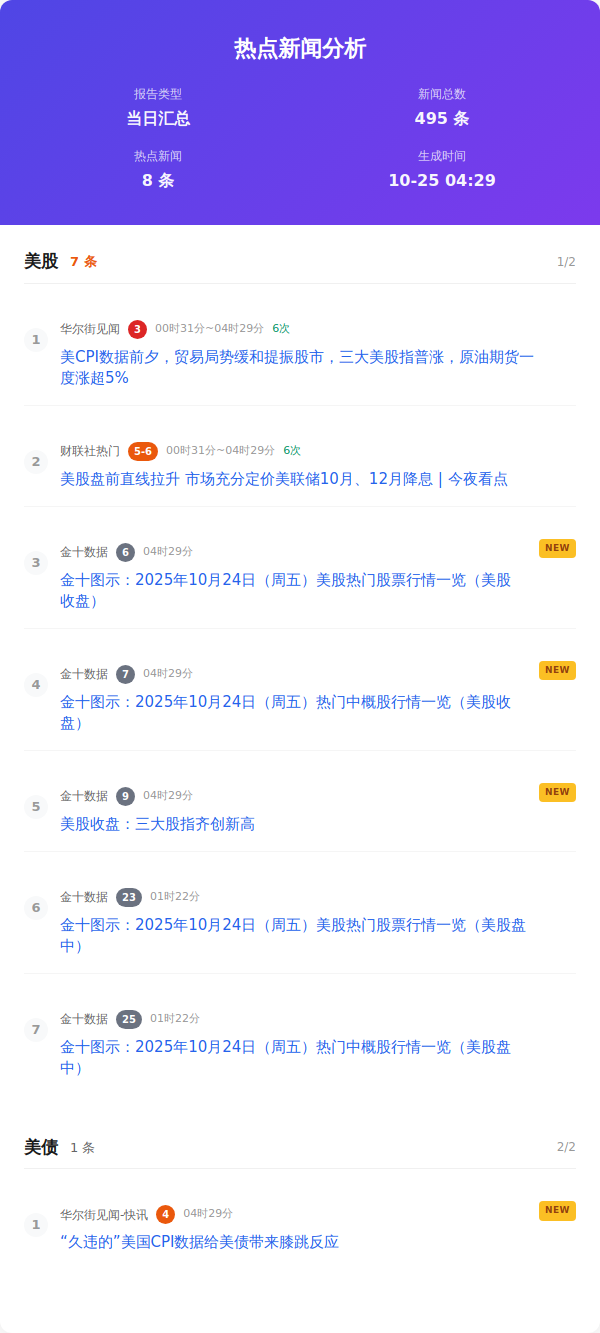 热点新闻分析
报告类型
新闻总数
当日汇总
495 条
热点新闻
生成时间
8 条
10-25 04:29
美股 7 条 1/2
1
华尔街见闻 3 00时31分~04时29分 6次
美CPI数据前夕，贸易局势缓和提振股市，三大美股指普涨，原油期货一
度涨超5%
2
财联社热门 5-6 00时31分~04时29分 6次
美股盘前直线拉升 市场充分定价美联储10月、12月降息 | 今夜看点
3
金十数据 6 04时29分 NEW
金十图示：2025年10月24日（周五）美股热门股票行情一览（美股
收盘）
4
金十数据 7 04时29分 NEW
金十图示：2025年10月24日（周五）热门中概股行情一览（美股收
盘）
5
金十数据 9 04时29分 NEW
美股收盘：三大股指齐创新高
6
金十数据 23 01时22分
金十图示：2025年10月24日（周五）美股热门股票行情一览（美股盘
中）
7
金十数据 25 01时22分
金十图示：2025年10月24日（周五）热门中概股行情一览（美股盘
中）
美债 1 条 2/2
1
华尔街见闻-快讯 4 04时29分 NEW
“久违的”美国CPI数据给美债带来膝跳反应